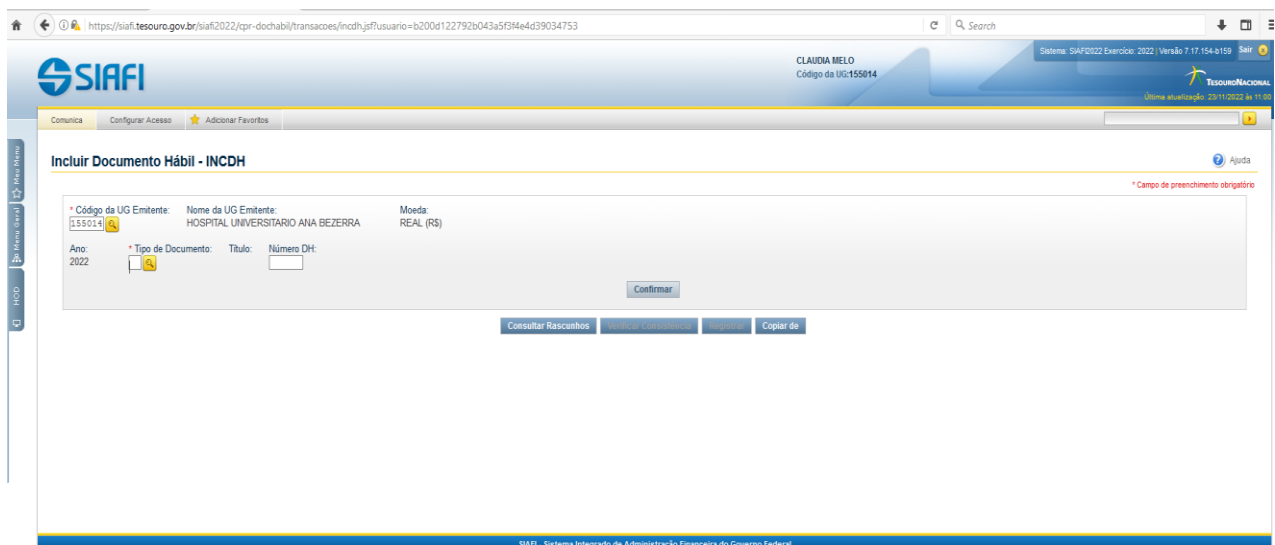 https://siafi.tesouro.gov.br/siafi2022/cpr-dochabil/transacoes/incdh.jsf?usuario=b200d122792b043a5f3f4e4d39034753
Search
SIAFI
CLAUDIA MELO
Código da UG:155014
Sistema: SIAFI2022 Exercício: 2022 | Versão 7.17.154-b159 Sair
TESOURONACIONAL
Última atualização: 23/11/2022 às 11:00
Comunica Configurar Acesso Adicionar Favoritos
Meu Menu
Menu Geral
HOD
Incluir Documento Hábil - INCDH
Ajuda
* Campo de preenchimento obrigatório
* Código da UG Emitente: Nome da UG Emitente: Moeda:
155014 HOSPITAL UNIVERSITARIO ANA BEZERRA REAL (R$)
Ano: * Tipo de Documento: Título: Número DH:
2022
Confirmar
Consultar Rascunhos Verificar Consistência Registrar Copiar de
SIAFI - Sistema Integrado de Administração Financeira do Governo Federal